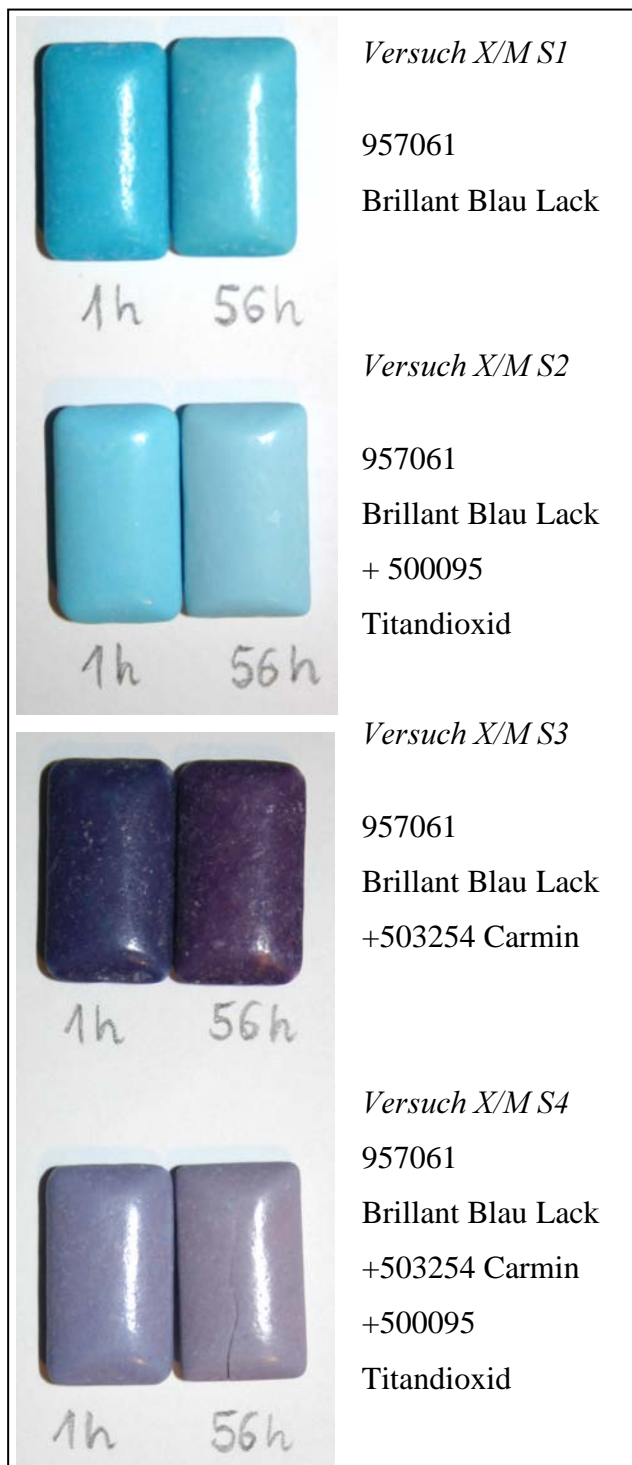 Versuch X/M S1
957061
Brillant Blau Lack
1h 56h
Versuch X/M S2
957061
Brillant Blau Lack
+ 500095
Titandioxid
1h 56h
Versuch X/M S3
957061
Brillant Blau Lack
+503254 Carmin
1h 56h
Versuch X/M S4
957061
Brillant Blau Lack
+503254 Carmin
+500095
Titandioxid
1h 56h